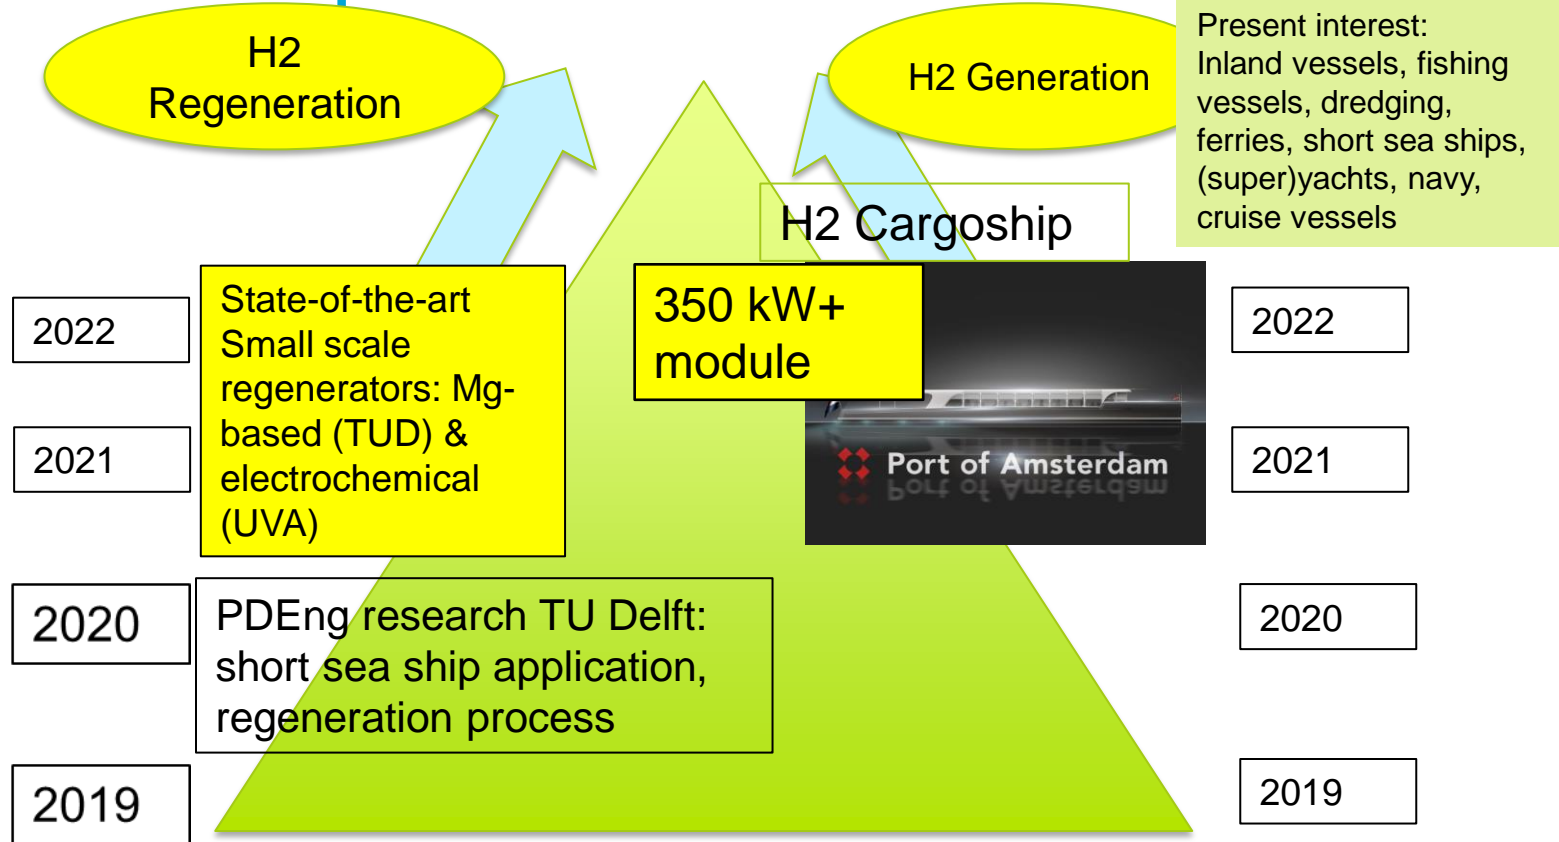 H2
Regeneration
H2 Generation
Present interest:
Inland vessels, fishing
vessels, dredging,
ferries, short sea ships,
(super)yachts, navy,
cruise vessels
H2 Cargoship
2022
State-of-the-art
Small scale
regenerators: Mg-
based (TUD) &
electrochemical
(UVA)
350 kW+
module
2022
2021
Port of Amsterdam
Port of Amsterdam
2021
2020
PDEng research TU Delft:
short sea ship application,
regeneration process
2020
2019
2019